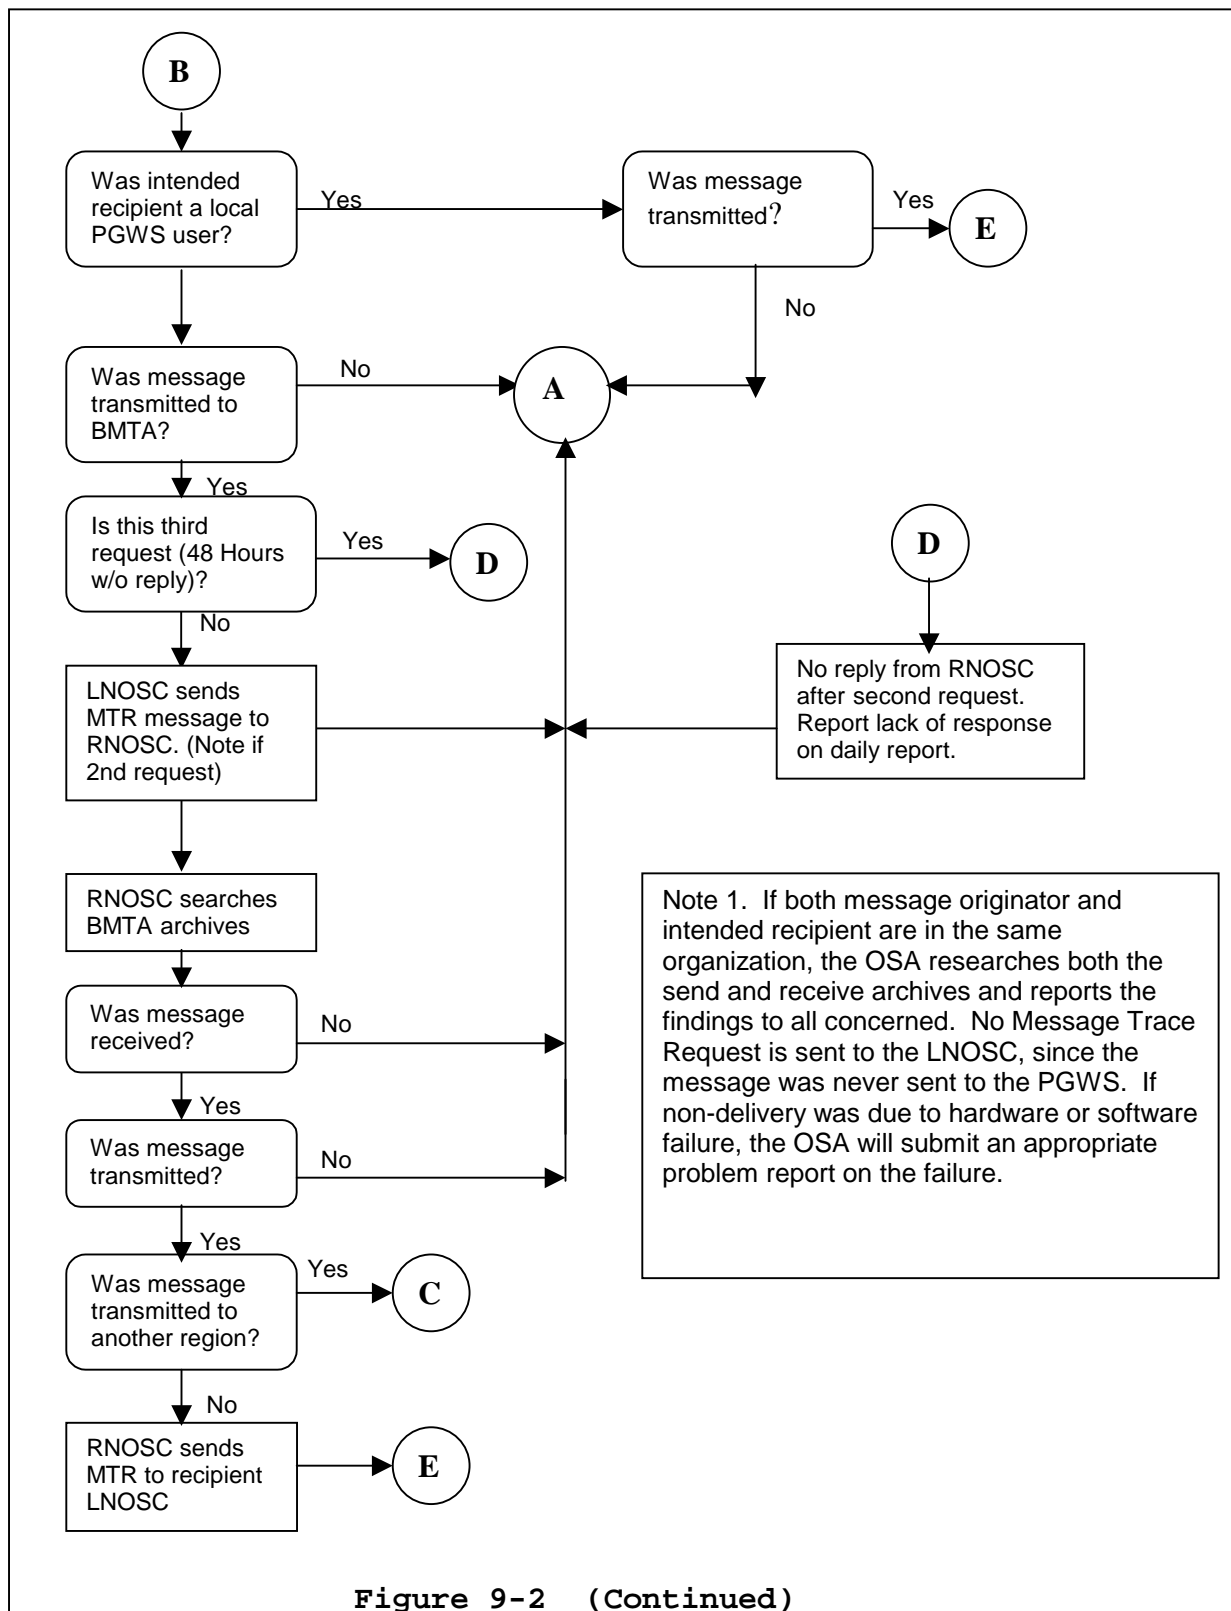 B
Was intended
recipient a local
PGWS user?
Yes
Was message
transmitted?
Yes
E
No
Was message
transmitted to
BMTA?
No
A
Yes
Is this third
request (48 Hours
w/o reply)?
Yes
D
D
No
LNOSC sends
MTR message to
RNOSC. (Note if
2nd request)
No reply from RNOSC
after second request.
Report lack of response
on daily report.
RNOSC searches
BMTA archives
Note 1.  If both message originator and
intended recipient are in the same
organization, the OSA researches both the
send and receive archives and reports the
findings to all concerned.  No Message Trace
Request is sent to the LNOSC, since the
message was never sent to the PGWS.  If
non-delivery was due to hardware or software
failure, the OSA will submit an appropriate
problem report on the failure.
Was message
received?
No
Yes
Was message
transmitted?
No
Yes
Was message
transmitted to
another region?
Yes
C
No
RNOSC sends
MTR to recipient
LNOSC
E
Figure 9-2  (Continued)